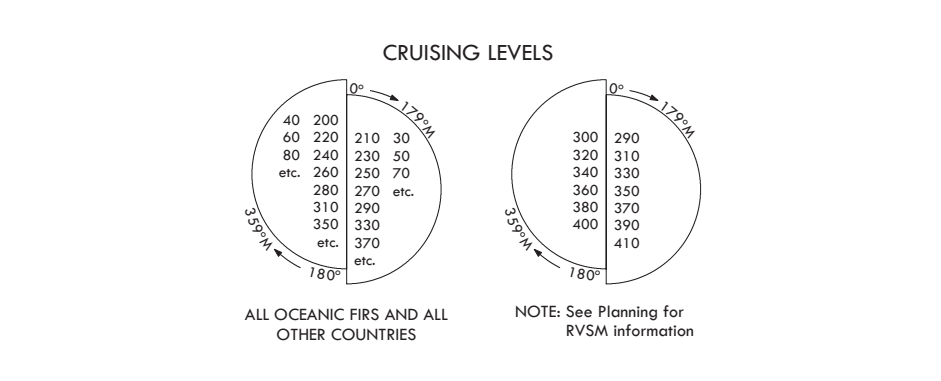 CRUISING LEVELS
0° 179°M
40 200
60 220
80 240
etc. 260
280
310
350
etc.
210 30
230 50
250 70
270 etc.
290
330
370
etc.
359°M 180°
ALL OCEANIC FIRS AND ALL
OTHER COUNTRIES
0° 179°M
300 290
320 310
340 330
360 350
380 370
400 390
410
359°M 180°
NOTE: See Planning for
RVSM information